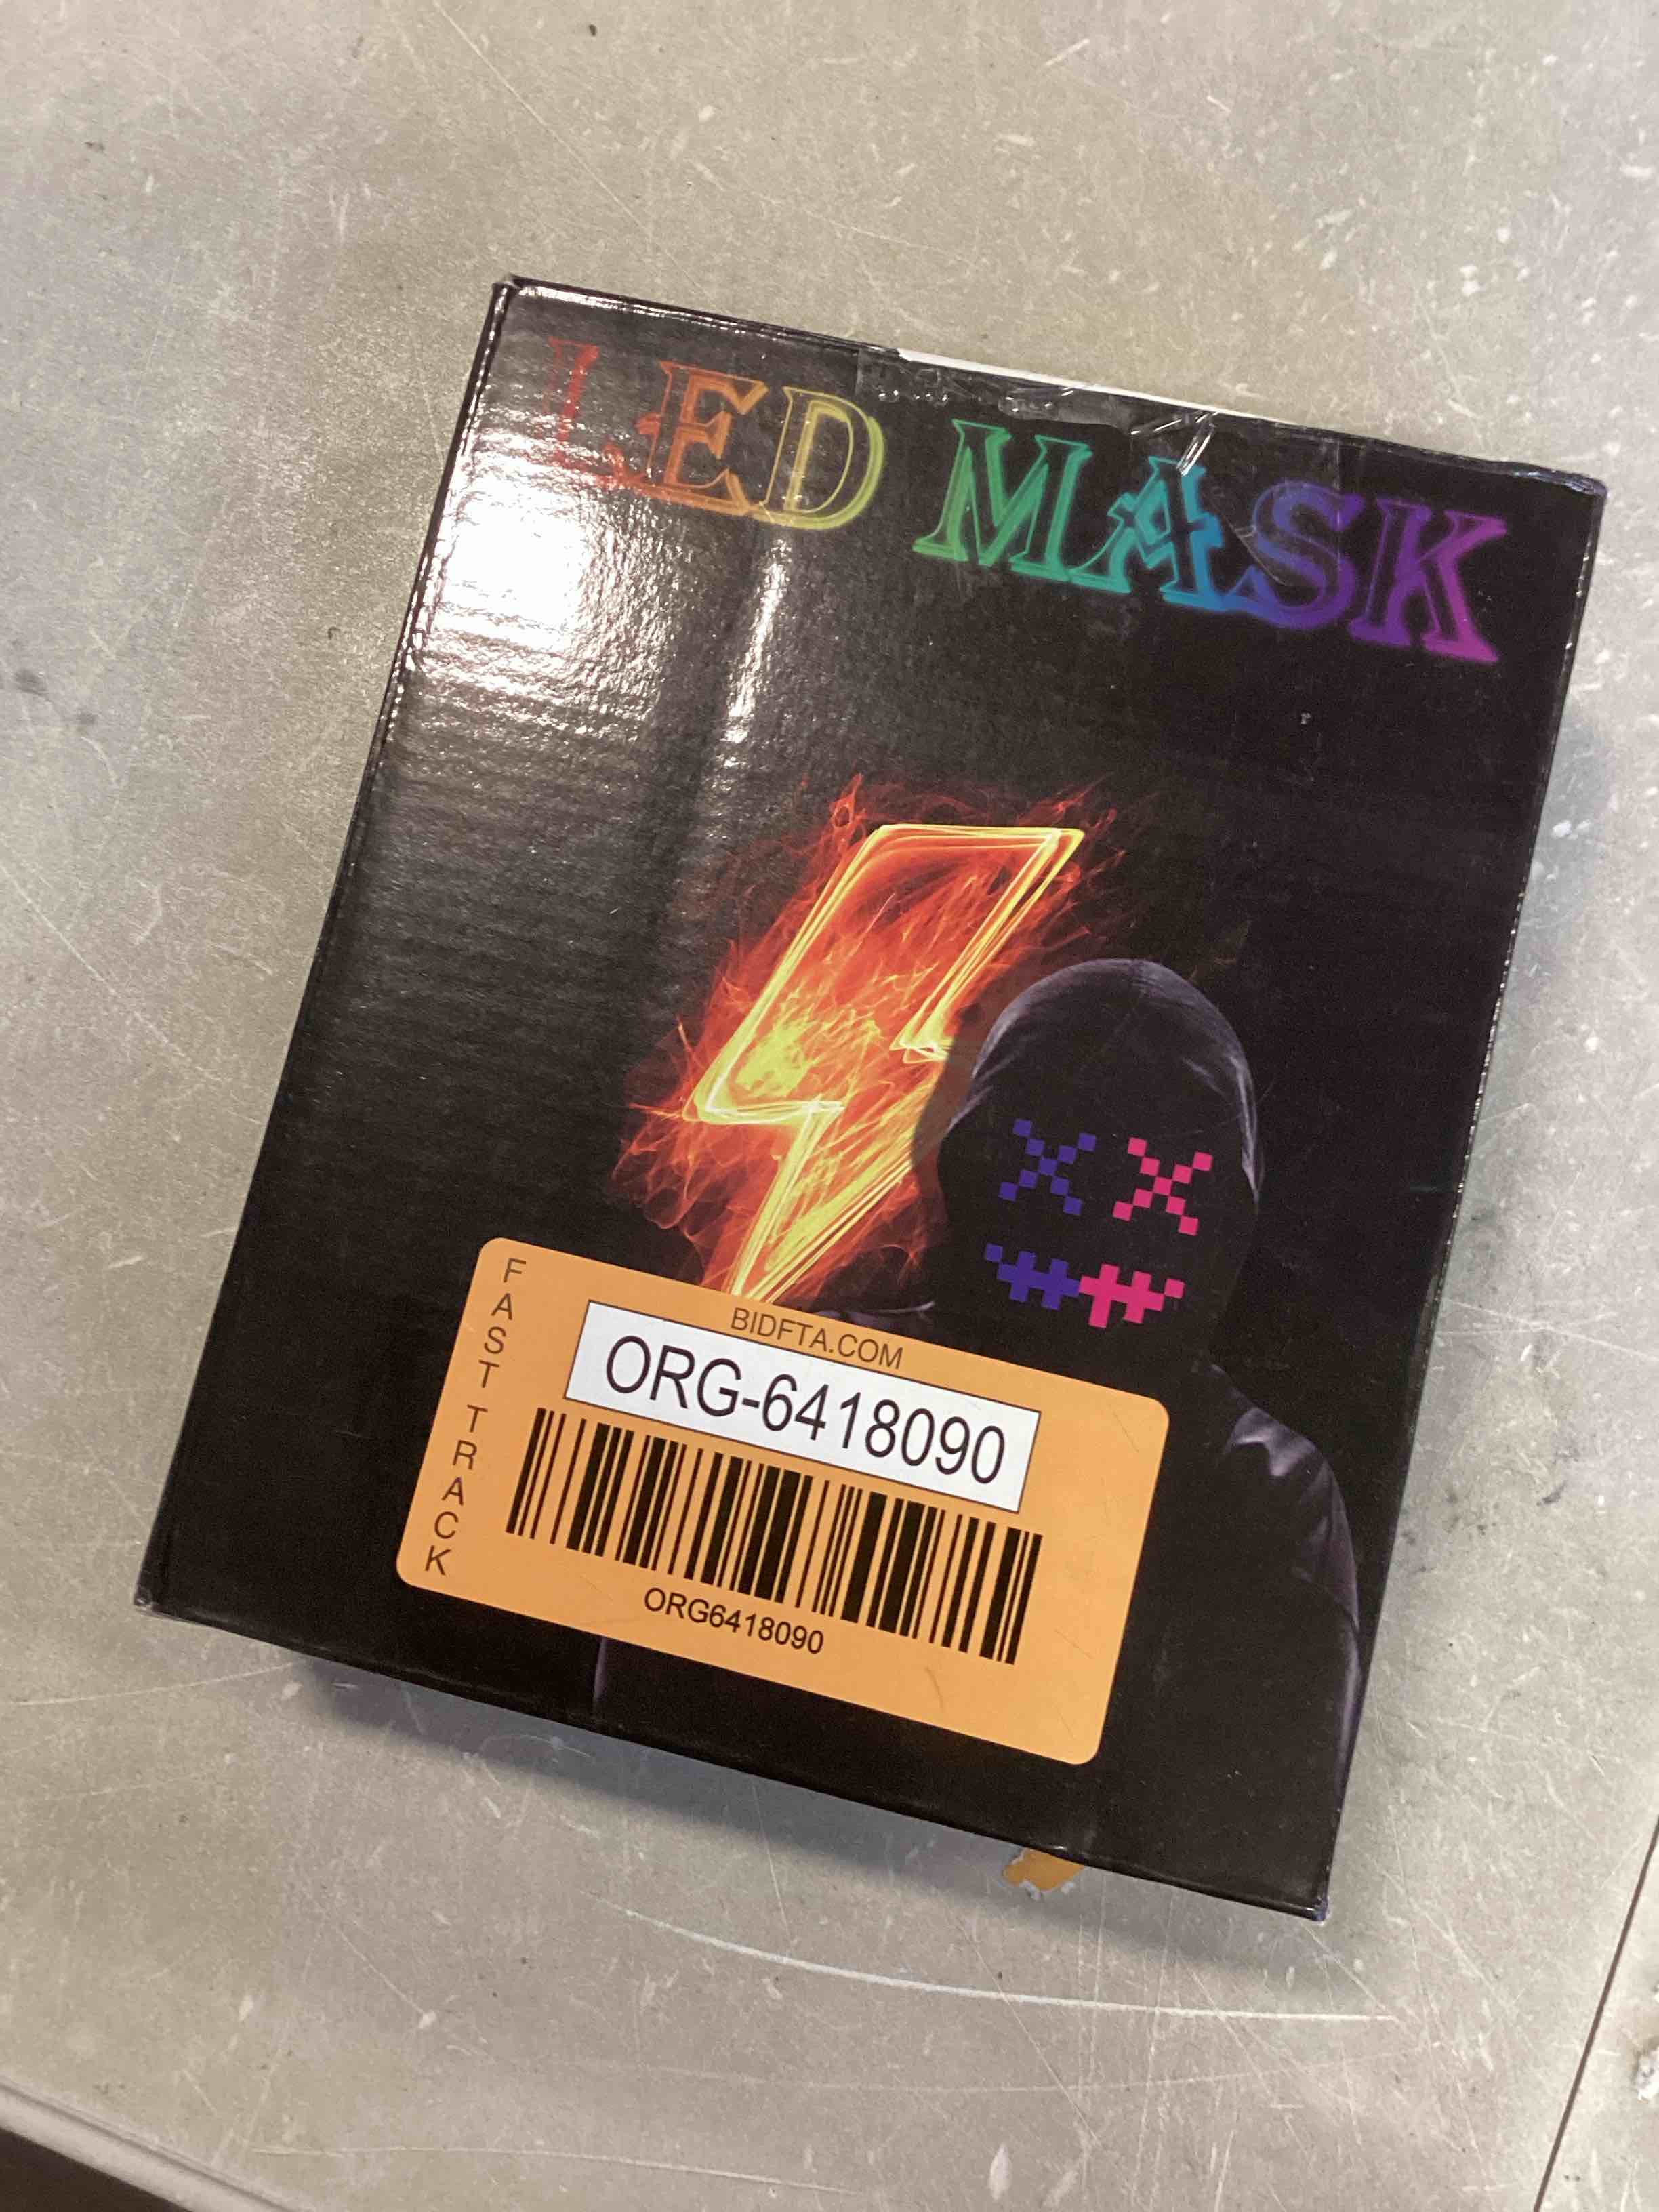 LED MASK
FAST TRACK
BIDFTA.COM
ORG-6418090
ORG6418090